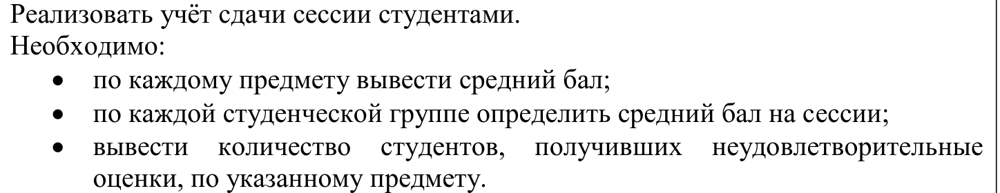 Реализовать учёт сдачи сессии студентами.
Необходимо:
• по каждому предмету вывести средний бал;
• по каждой студенческой группе определить средний бал на сессии;
• вывести количество студентов, получивших неудовлетворительные
оценки, по указанному предмету.